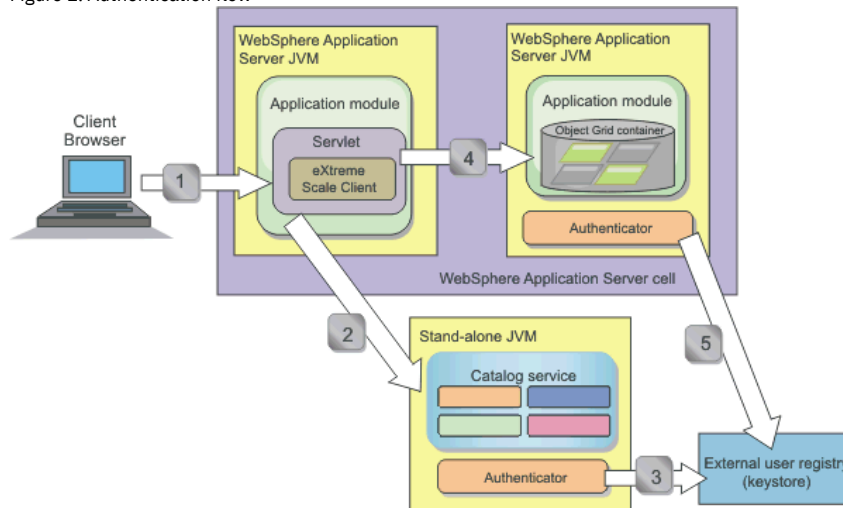 WebSphere Application
Server JVM
Application module
Servlet
eXtreme
Scale Client
WebSphere Application
Server JVM
Application module
Object Grid container
Authenticator
WebSphere Application Server cell
Client
Browser
1
4
2
5
Stand-alone JVM
Catalog service
Authenticator
3
External user registry
(keystore)